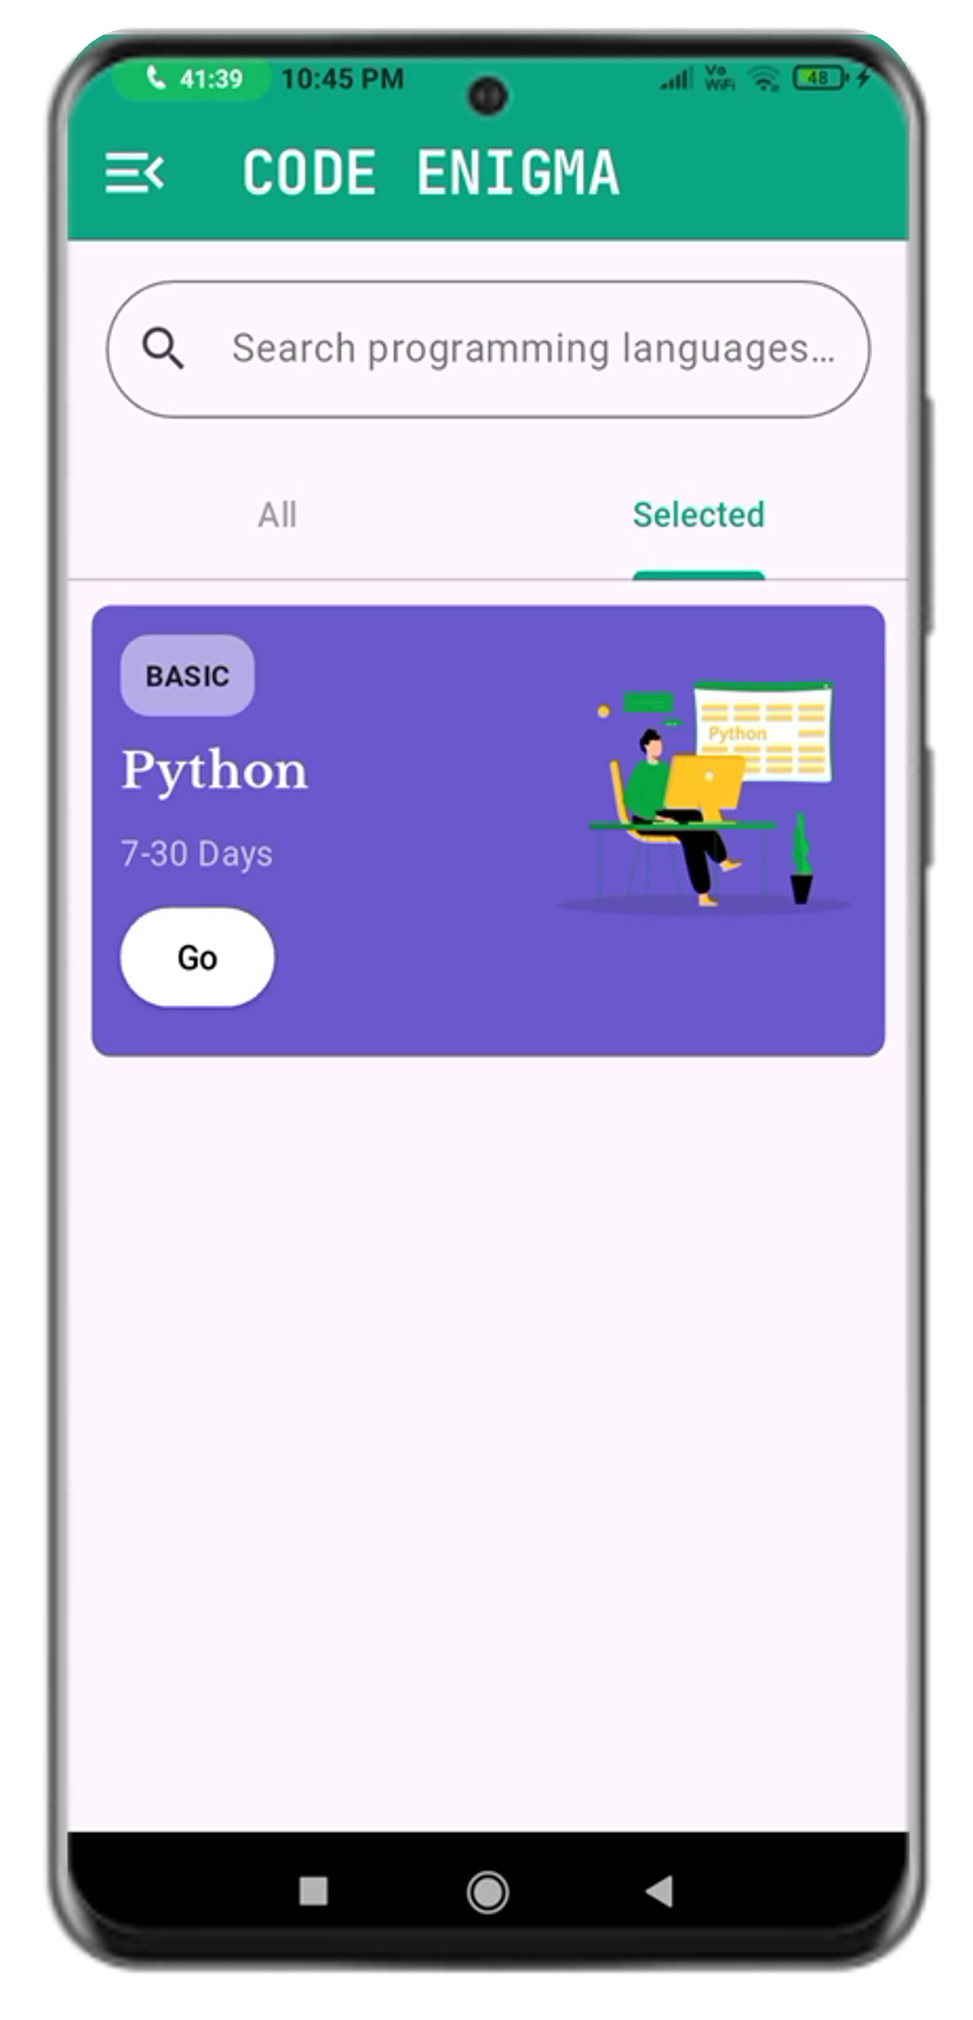 41:39 10:45 PM Vo WiFi 48
CODE ENIGMA
Search programming languages...
All Selected
BASIC
Python
Python
7-30 Days
Go